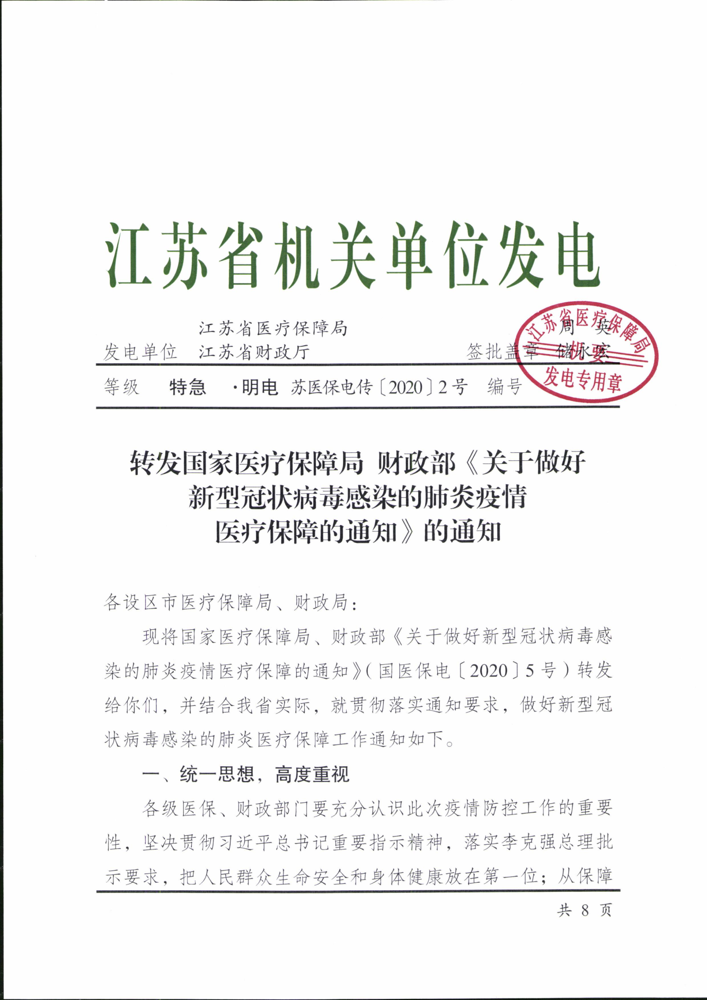 江苏省机关单位发电
江苏省医疗保障局 周 英
发电单位 江苏省财政厅 签批盖章 储永宏
江苏省医疗保障局
机要
发电专用章
等级 特急 ·明电 苏医保电传〔2020〕2号 编号
转发国家医疗保障局 财政部《关于做好
新型冠状病毒感染的肺炎疫情
医疗保障的通知》的通知
各设区市医疗保障局、财政局：
现将国家医疗保障局、财政部《关于做好新型冠状病毒感
染的肺炎疫情医疗保障的通知》（国医保电〔2020〕5号）转发
给你们，并结合我省实际，就贯彻落实通知要求，做好新型冠
状病毒感染的肺炎医疗保障工作通知如下。
一、统一思想，高度重视
各级医保、财政部门要充分认识此次疫情防控工作的重要
性，坚决贯彻习近平总书记重要指示精神，落实李克强总理批
示要求，把人民群众生命安全和身体健康放在第一位；从保障
共 8 页